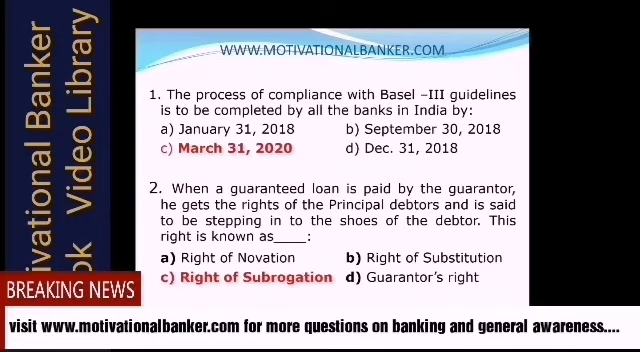 ivational Banker
ok Video Library
WWW.MOTIVATIONALBANKER.COM
1. The process of compliance with Basel –III guidelines
is to be completed by all the banks in India by:
a) January 31, 2018 b) September 30, 2018
c) March 31, 2020 d) Dec. 31, 2018
2. When a guaranteed loan is paid by the guarantor,
he gets the rights of the Principal debtors and is said
to be stepping in to the shoes of the debtor. This
right is known as____:
a) Right of Novation b) Right of Substitution
c) Right of Subrogation d) Guarantor's right
BREAKING NEWS
visit www.motivationalbanker.com for more questions on banking and general awareness....